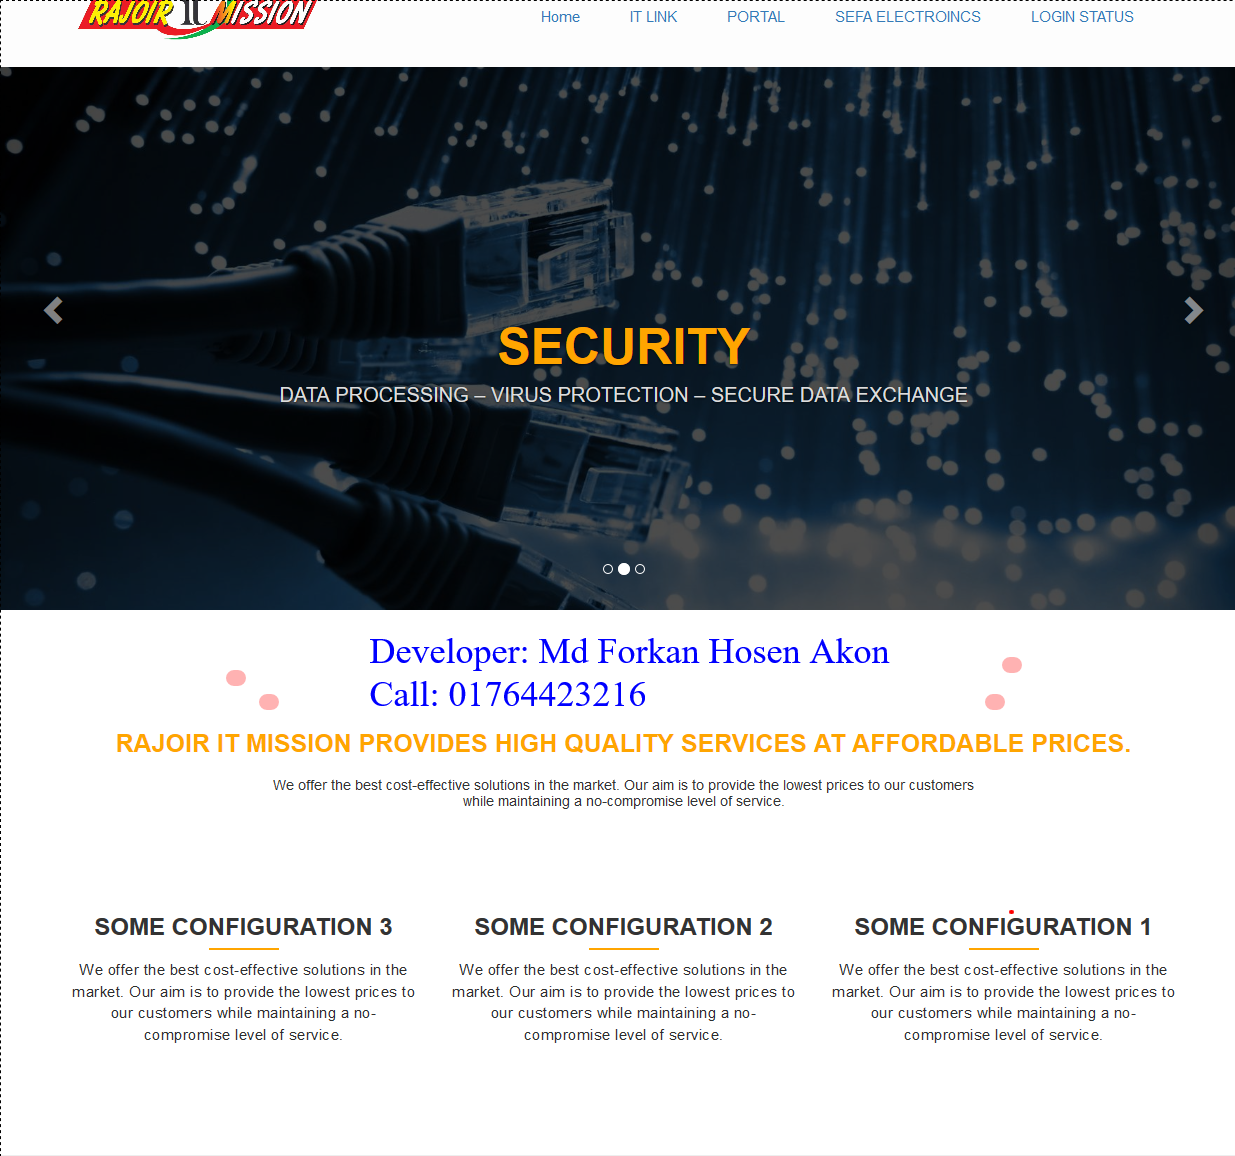 RAJOIR IT MISSION
Home IT LINK PORTAL SEFA ELECTROINCS LOGIN STATUS
SECURITY
DATA PROCESSING – VIRUS PROTECTION – SECURE DATA EXCHANGE
Developer: Md Forkan Hosen Akon
Call: 01764423216
RAJOIR IT MISSION PROVIDES HIGH QUALITY SERVICES AT AFFORDABLE PRICES.
We offer the best cost-effective solutions in the market. Our aim is to provide the lowest prices to our customers
while maintaining a no-compromise level of service.
SOME CONFIGURATION 3
We offer the best cost-effective solutions in the
market. Our aim is to provide the lowest prices to
our customers while maintaining a no-
compromise level of service.
SOME CONFIGURATION 2
We offer the best cost-effective solutions in the
market. Our aim is to provide the lowest prices to
our customers while maintaining a no-
compromise level of service.
SOME CONFIGURATION 1
We offer the best cost-effective solutions in the
market. Our aim is to provide the lowest prices to
our customers while maintaining a no-
compromise level of service.